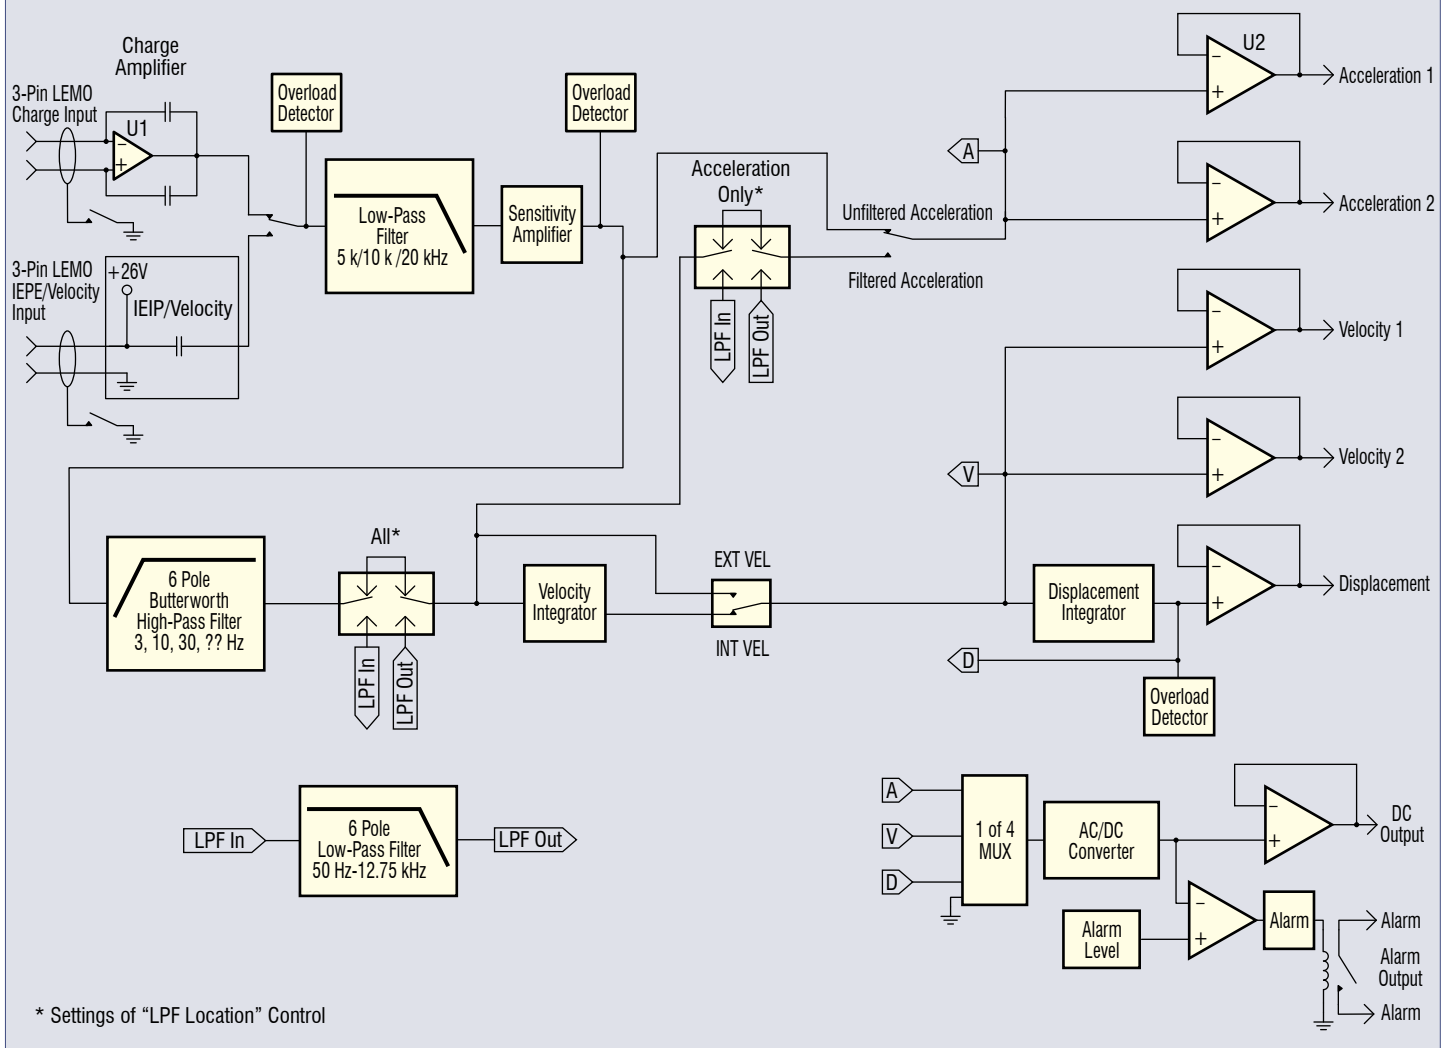 Charge
Amplifier
3-Pin LEMO
Charge Input
U1
−
+
Overload
Detector
Low-Pass
Filter
5 k/10 k /20 kHz
Sensitivity
Amplifier
Overload
Detector
Acceleration
Only*
LPF In
LPF Out
Unfiltered Acceleration
Filtered Acceleration
A
U2
−
+
Acceleration 1
−
+
Acceleration 2
3-Pin LEMO
IEPE/Velocity
Input
+26V
IEIP/Velocity
−
+
Velocity 1
V
−
+
Velocity 2
6 Pole
Butterworth
High-Pass Filter
3, 10, 30, ?? Hz
All*
LPF In
LPF Out
Velocity
Integrator
EXT VEL
INT VEL
Displacement
Integrator
−
+
Displacement
D
Overload
Detector
LPF In
6 Pole
Low-Pass Filter
50 Hz-12.75 kHz
LPF Out
A
V
D
1 of 4
MUX
AC/DC
Converter
−
+
DC
Output
Alarm
Level
−
+
Alarm
Alarm
Alarm
Output
Alarm
* Settings of “LPF Location” Control